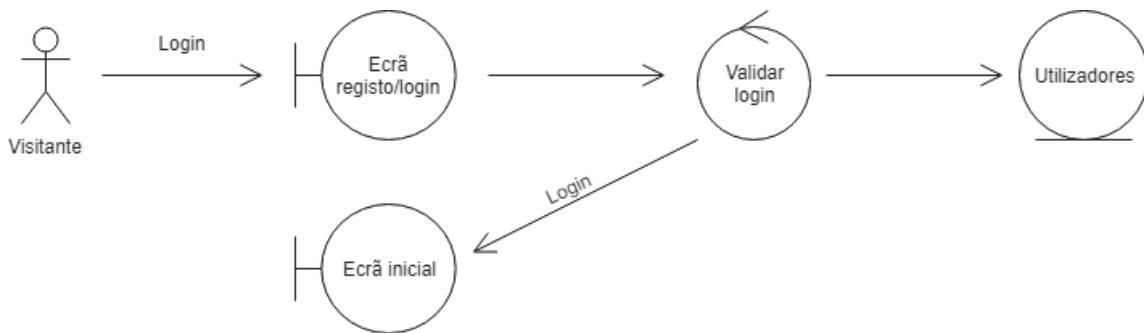 Login
Ecrã
registo/login
Validar
login
Utilizadores
Visitante
Login
Ecrã inicial